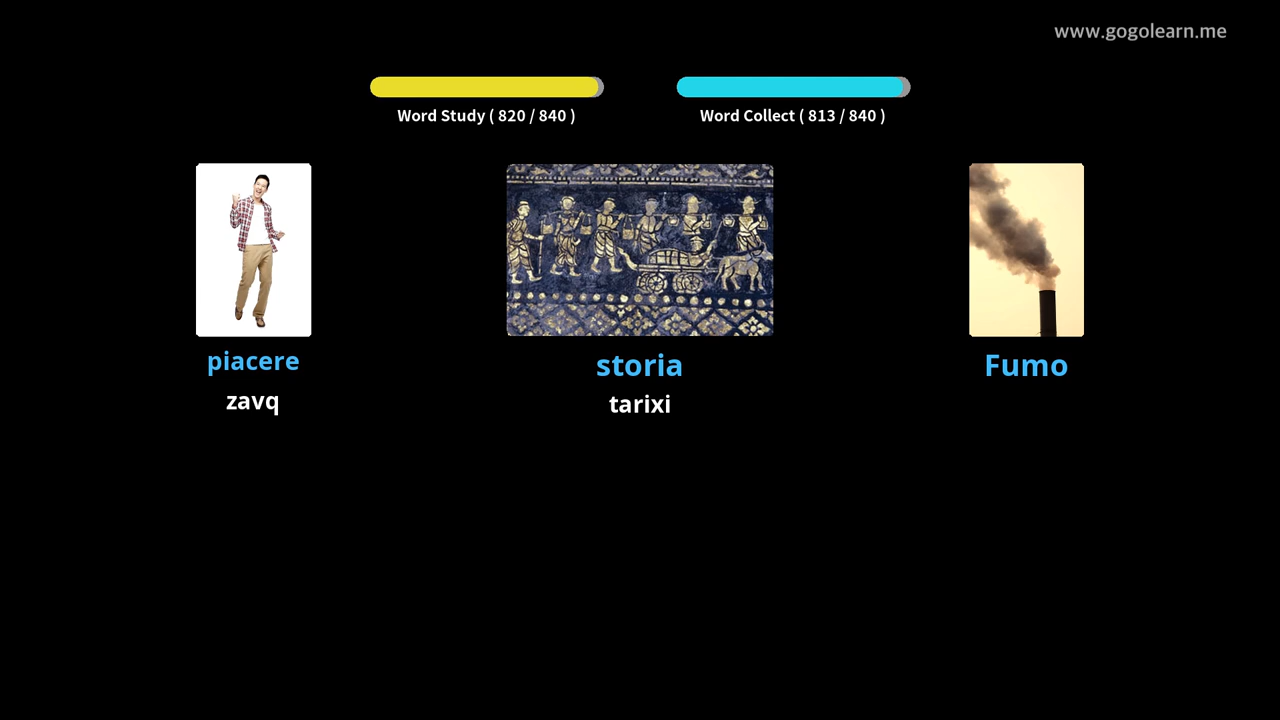 www.gogolearn.me
Word Study ( 820 / 840 )
Word Collect ( 813 / 840 )
piacere
zavq
storia
tarixi
Fumo